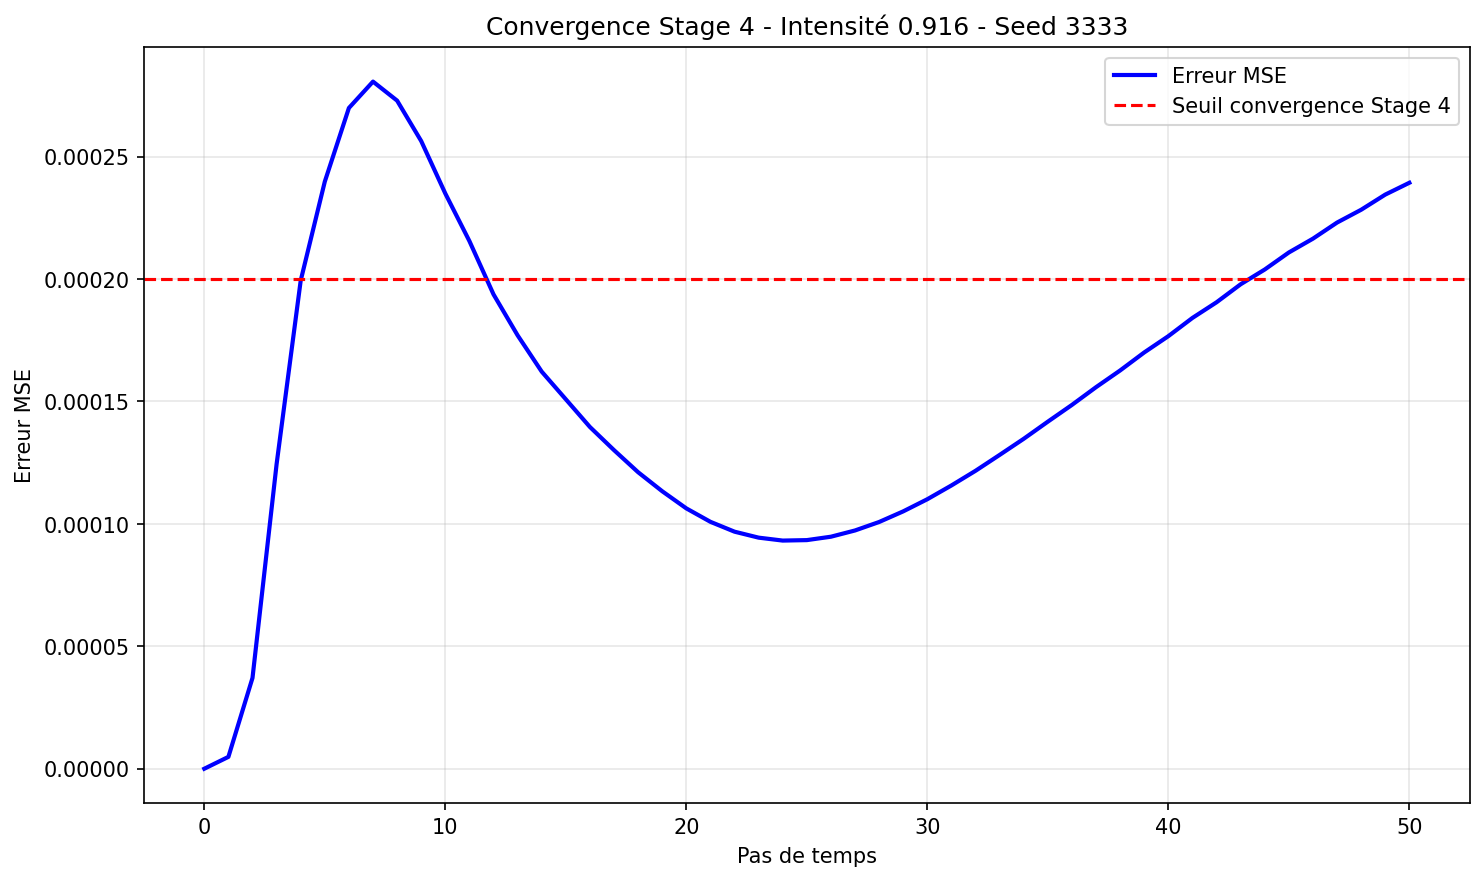 Convergence Stage 4 - Intensité 0.916 - Seed 3333
Erreur MSE
Seuil convergence Stage 4
0.00025
0.00020
0.00015
0.00010
0.00005
0.00000
Erreur MSE
0 10 20 30 40 50
Pas de temps